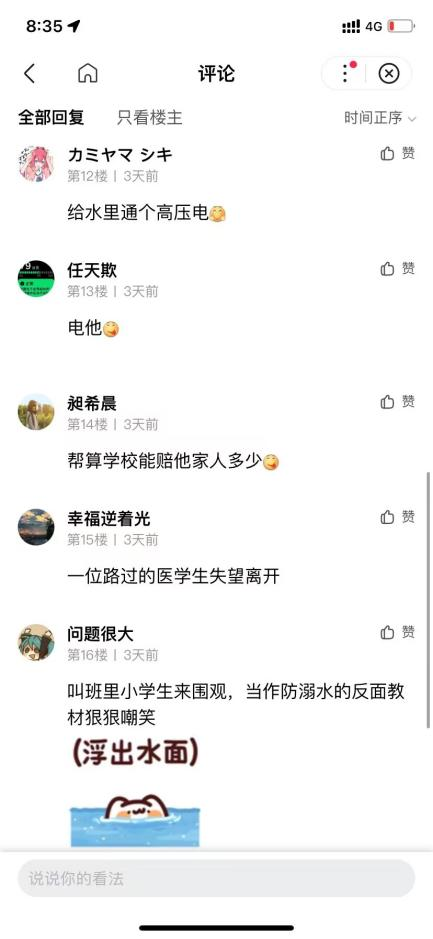 8:35
4G
评论
全部回复
只看楼主
时间正序
カミヤマ シキ
赞
第12楼 | 3天前
给水里通个高压电🤗
任天欺
赞
第13楼 | 3天前
电他😋
昶希晨
赞
第14楼 | 3天前
帮算学校能赔他家人多少😋
幸福逆着光
赞
第15楼 | 3天前
一位路过的医学生失望离开
问题很大
赞
第16楼 | 3天前
叫班里小学生来围观，当作防溺水的反面教
材狠狠嘲笑
(浮出水面)
说说你的看法